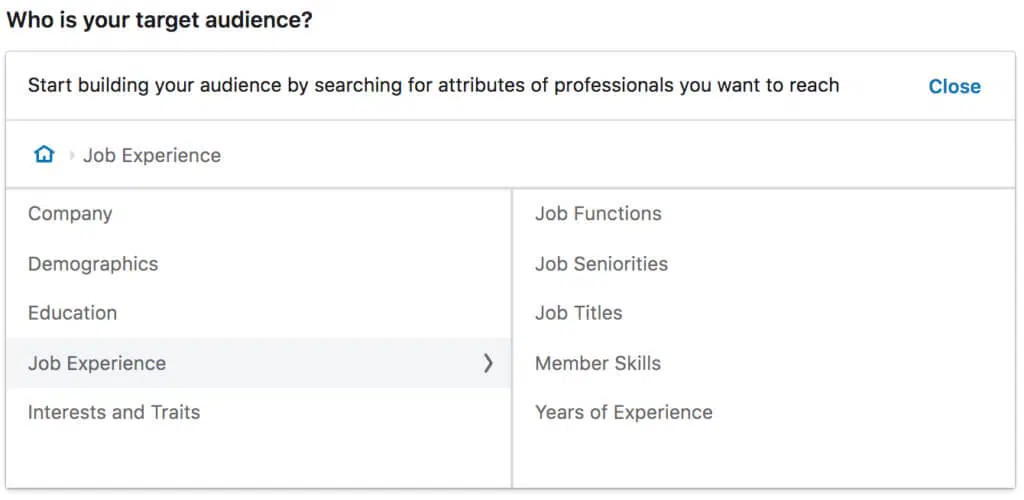 Who is your target audience?
Start building your audience by searching for attributes of professionals you want to reach
Close
Job Experience
Company
Demographics
Education
Job Experience
Interests and Traits
Job Functions
Job Seniorities
Job Titles
Member Skills
Years of Experience